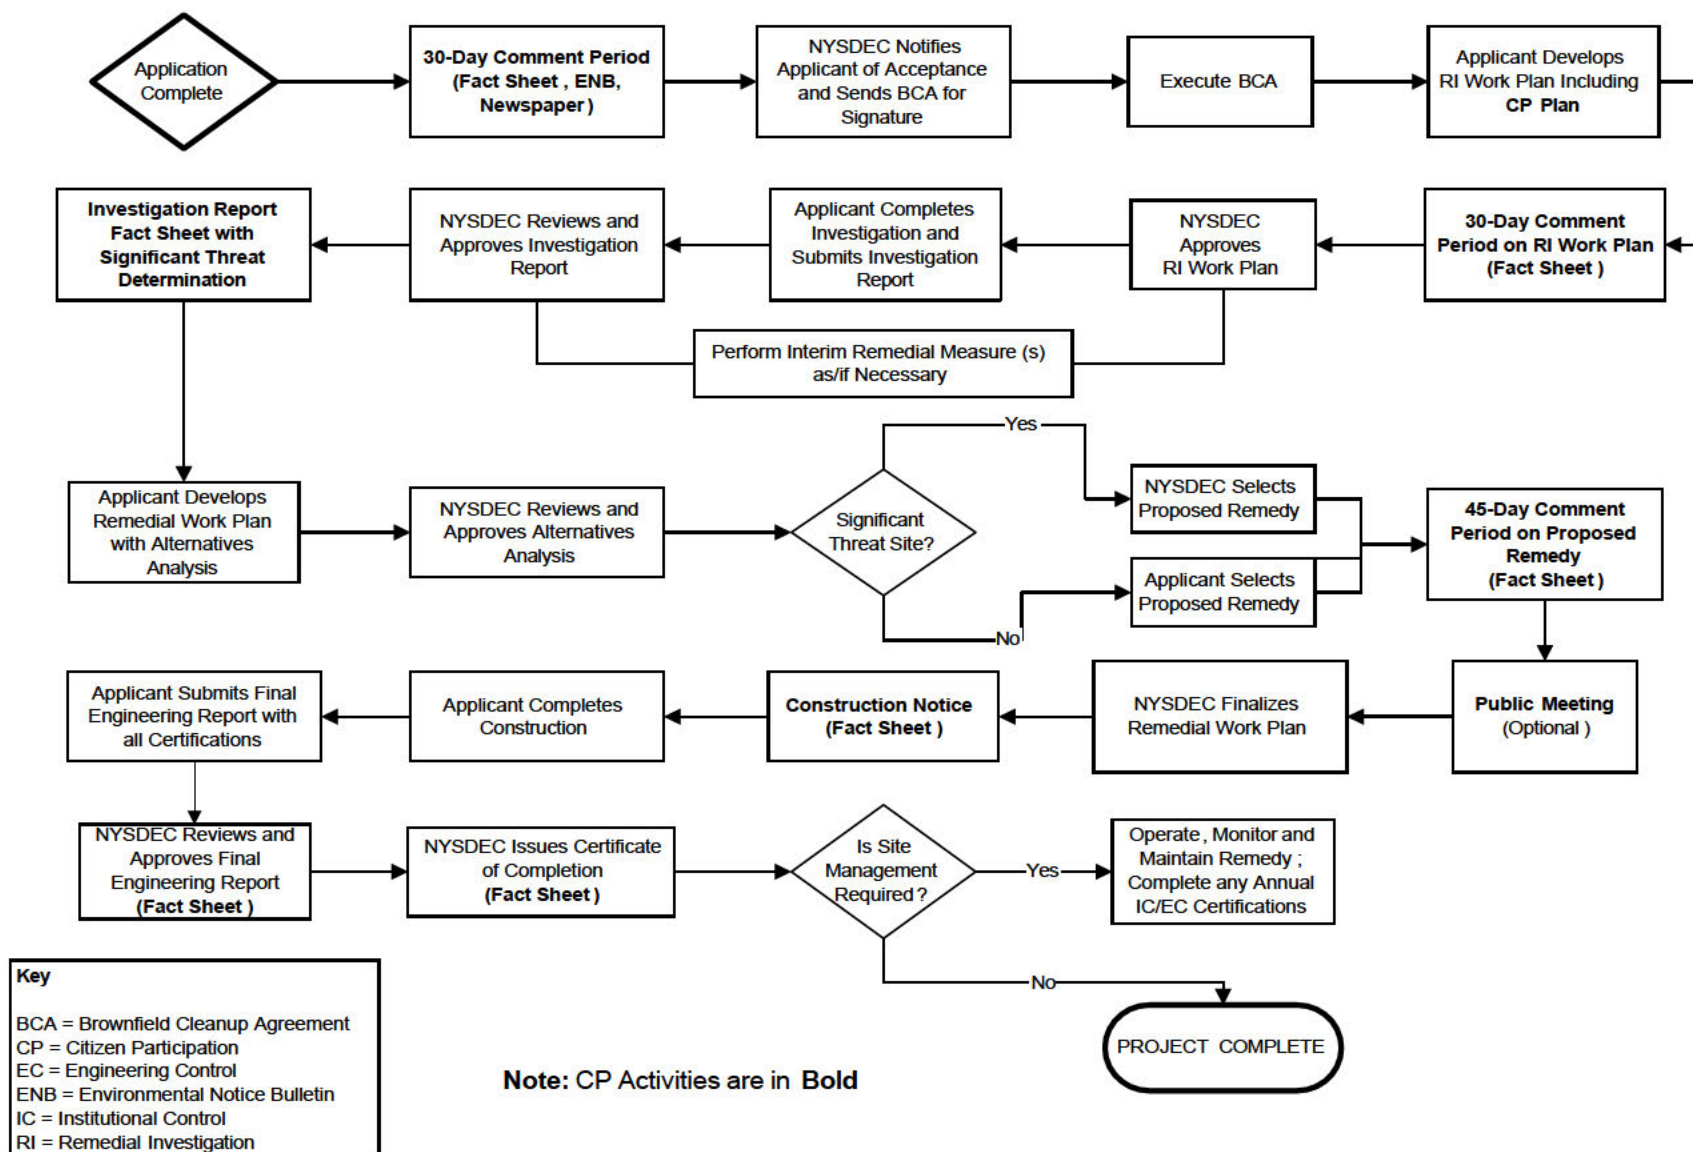 Application
Complete
30-Day Comment Period
(Fact Sheet , ENB,
Newspaper )
NYSDEC Notifies
Applicant of Acceptance
and Sends BCA for
Signature
Execute BCA
Applicant Develops
RI Work Plan Including
CP Plan
30-Day Comment
Period on RI Work Plan
(Fact Sheet )
NYSDEC
Approves
RI Work Plan
Applicant Completes
Investigation and
Submits Investigation
Report
NYSDEC Reviews and
Approves Investigation
Report
Investigation Report
Fact Sheet with
Significant Threat
Determination
Perform Interim Remedial Measure (s)
as/if Necessary
Applicant Develops
Remedial Work Plan
with Alternatives
Analysis
NYSDEC Reviews and
Approves Alternatives
Analysis
Significant
Threat Site?
Yes
NYSDEC Selects
Proposed Remedy
No
Applicant Selects
Proposed Remedy
45-Day Comment
Period on Proposed
Remedy
(Fact Sheet )
Public Meeting
(Optional )
NYSDEC Finalizes
Remedial Work Plan
Construction Notice
(Fact Sheet )
Applicant Completes
Construction
Applicant Submits Final
Engineering Report with
all Certifications
NYSDEC Reviews and
Approves Final
Engineering Report
(Fact Sheet )
NYSDEC Issues Certificate
of Completion
(Fact Sheet )
Is Site
Management
Required ?
Yes
Operate , Monitor and
Maintain Remedy ;
Complete any Annual
IC/EC Certifications
No
PROJECT COMPLETE
Key
BCA = Brownfield Cleanup Agreement
CP = Citizen Participation
EC = Engineering Control
ENB = Environmental Notice Bulletin
IC = Institutional Control
RI = Remedial Investigation
Note: CP Activities are in Bold